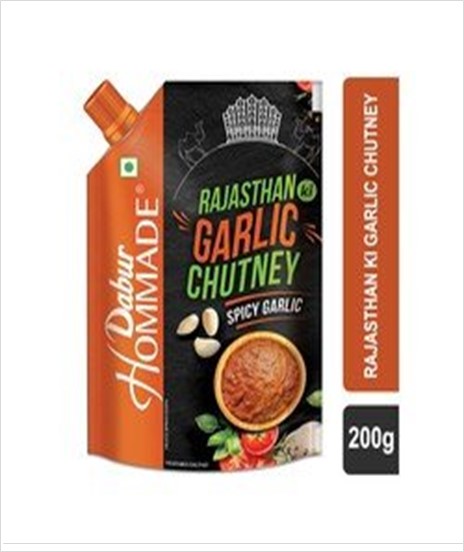 Dabur
HOMMADE®
RAJASTHAN Ki
GARLIC
CHUTNEY
SPICY GARLIC
RAJASTHAN KI GARLIC CHUTNEY
200g